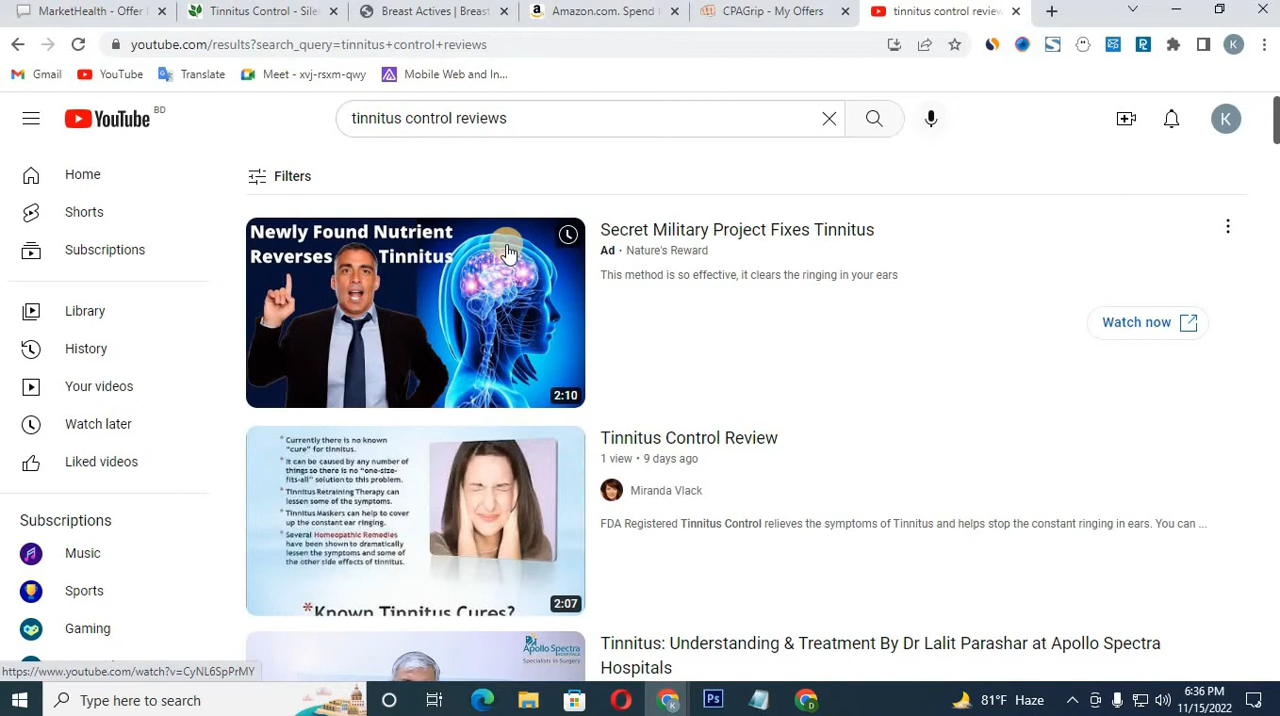 MarketHealth - Offer
Tinnitus Control - Sile
Breast Actives | Breast
Amazon.com. Spend
CPAGrip - My Offers
tinnitus control review
youtube.com/results?search_query=tinnitus+control+reviews
Gmail
YouTube
Translate
Meet - xvj-rsxm-qwy
Mobile Web and In...
YouTube BD
tinnitus control reviews
K
Home
Shorts
Subscriptions
Library
History
Your videos
Watch later
Liked videos
Subscriptions
Music
Sports
Gaming
Filters
Newly Found Nutrient
Reverses Tinnitus
2:10
Secret Military Project Fixes Tinnitus
Ad · Nature's Reward
This method is so effective, it clears the ringing in your ears
Watch now
* Currently there is no known
"cure" for tinnitus.
* It can be caused by any number of
things so there is no "one-size-
fits-all" solution to this problem.
* Tinnitus Retraining Therapy can
lessen some of the symptoms.
* Tinnitus Maskers can help to cover
up the constant ear ringing.
* Several Homeopathic Remedies
have been shown to dramatically
lessen the symptoms and some of
the other side effects of tinnitus.
*Known Tinnitus Cures?
2:07
Tinnitus Control Review
1 view • 9 days ago
Miranda Vlack
FDA Registered Tinnitus Control relieves the symptoms of Tinnitus and helps stop the constant ringing in ears. You can ...
Apollo Spectra
HOSPITALS
Specialists in Surgery
Tinnitus: Understanding & Treatment By Dr Lalit Parashar at Apollo Spectra
Hospitals
https://www.youtube.com/watch?v=CyNL6SpPrMY
Type here to search
81°F Haze
6:36 PM
11/15/2022